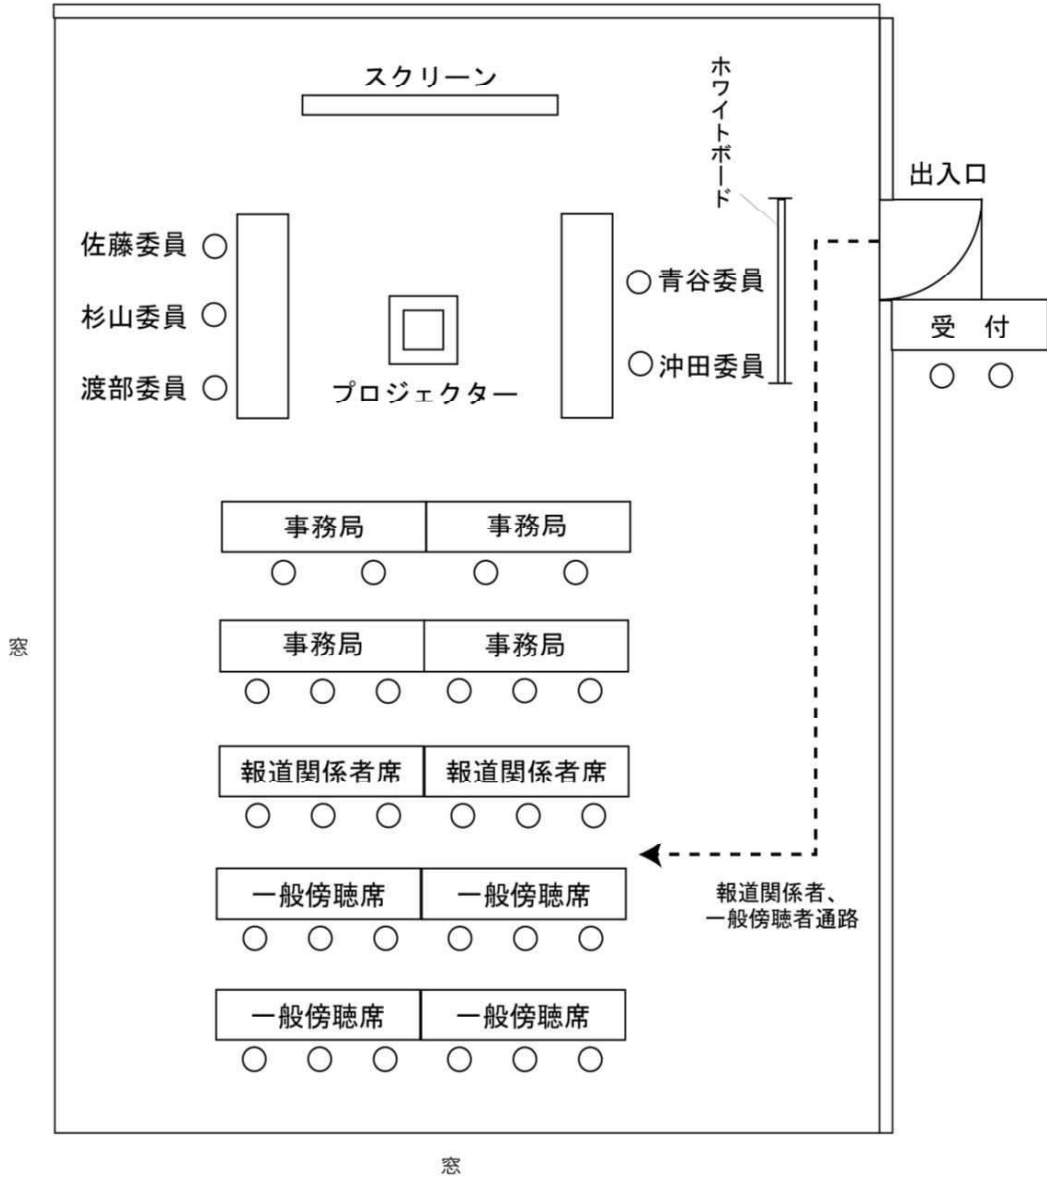 スクリーン
ホワイトボード
出入口
佐藤委員
青谷委員
杉山委員
受 付
渡部委員
沖田委員
プロジェクター
事務局 事務局
窓
事務局 事務局
報道関係者席 報道関係者席
一般傍聴席 一般傍聴席
報道関係者、
一般傍聴者通路
一般傍聴席 一般傍聴席
窓